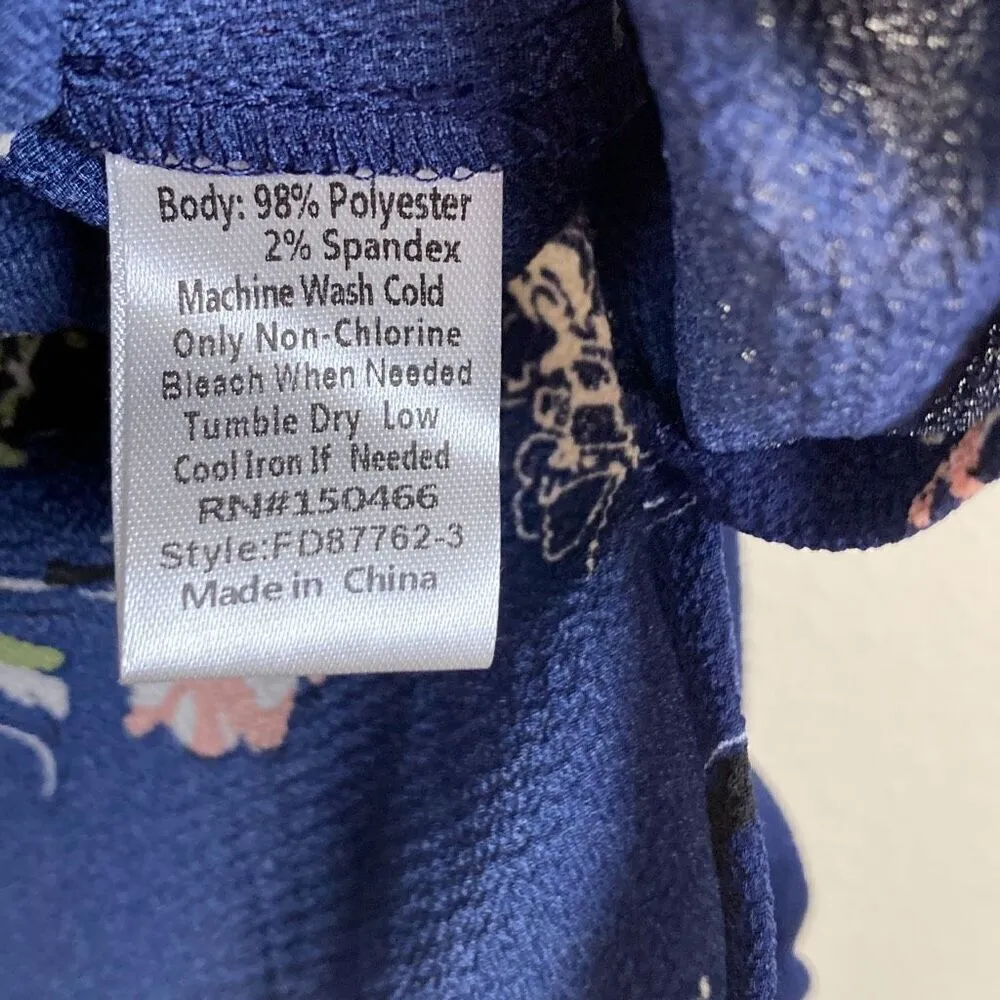 Body: 98% Polyester
2% Spandex
Machine Wash Cold
Only Non-Chlorine
Bleach When Needed
Tumble Dry Low
Cool Iron If Needed
RN#150466
Style:FD87762-3
Made in China